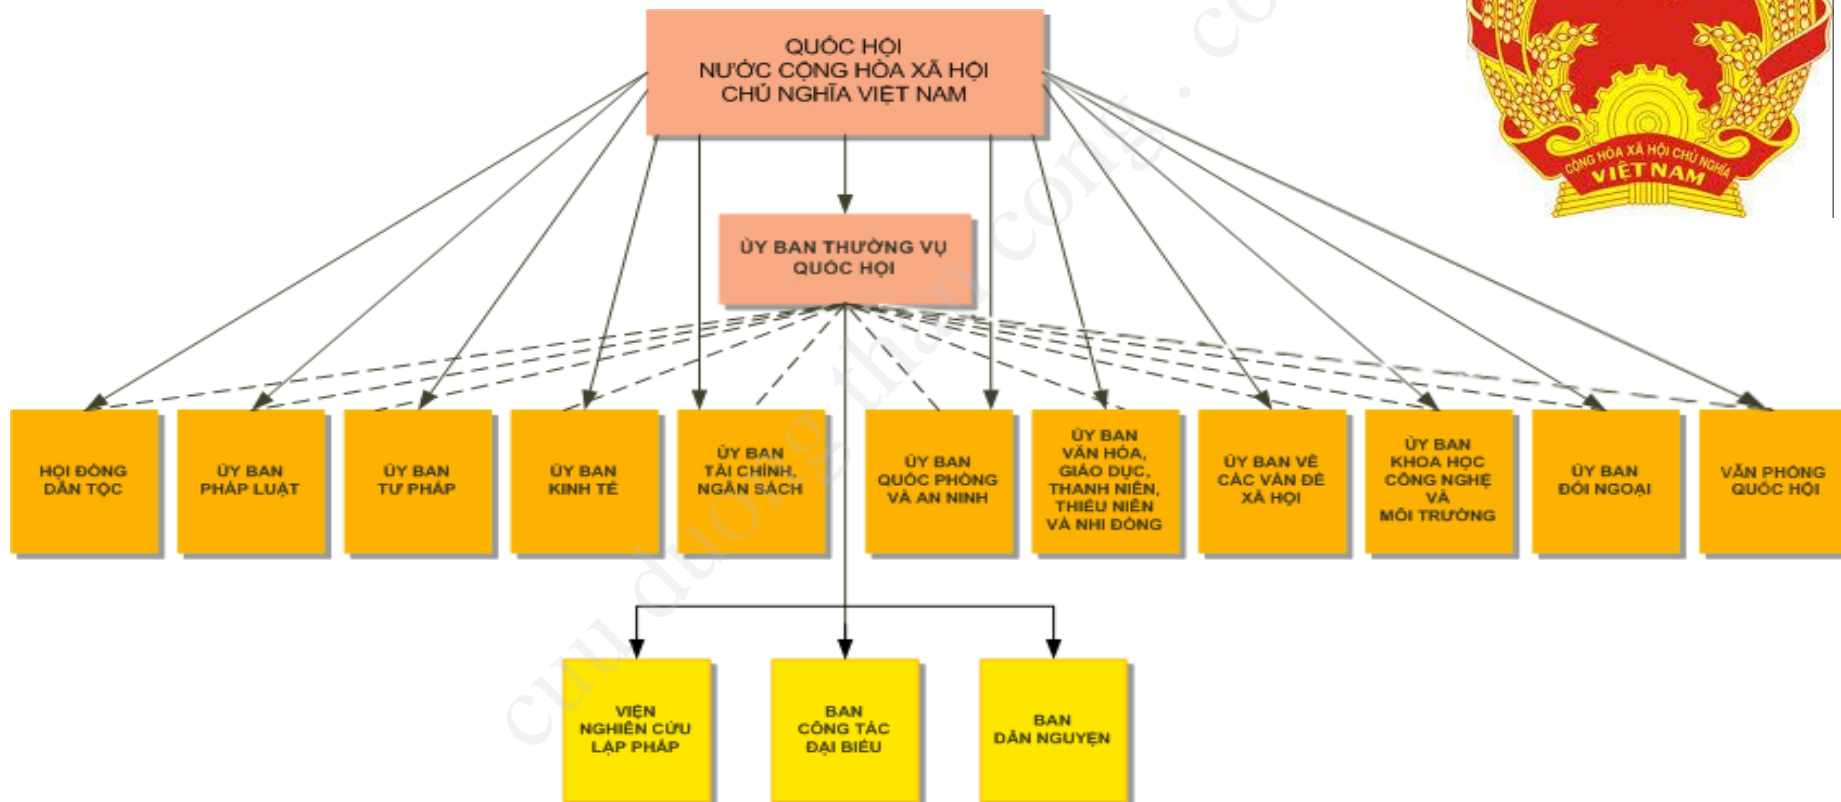 QUỐC HỘI
NƯỚC CỘNG HÒA XÃ HỘI
CHỦ NGHĨA VIỆT NAM
CỘNG HÒA XÃ HỘI CHỦ NGHĨA
VIỆT NAM
ỦY BAN THƯỜNG VỤ
QUỐC HỘI
HỘI ĐỒNG
DÂN TỘC
ỦY BAN
PHÁP LUẬT
ỦY BAN
TƯ PHÁP
ỦY BAN
KINH TẾ
ỦY BAN
TÀI CHÍNH,
NGÂN SÁCH
ỦY BAN
QUỐC PHÒNG
VÀ AN NINH
ỦY BAN
VĂN HÓA,
GIÁO DỤC,
THANH NIÊN,
THIẾU NIÊN
VÀ NHI ĐỒNG
ỦY BAN VỀ
CÁC VẤN ĐỀ
XÃ HỘI
ỦY BAN
KHOA HỌC
CÔNG NGHỆ
VÀ
MÔI TRƯỜNG
ỦY BAN
ĐỐI NGOẠI
VĂN PHÒNG
QUỐC HỘI
VIỆN
NGHIÊN CỨU
LẬP PHÁP
BAN
CÔNG TÁC
ĐẠI BIỂU
BAN
DÂN NGUYỆN
cuu duong than cong . co